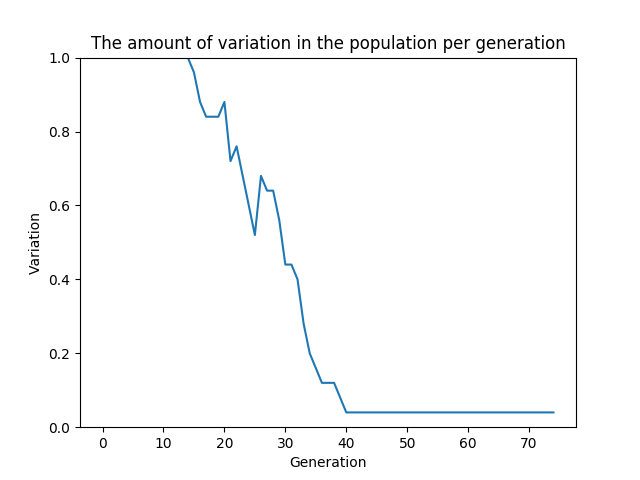 The amount of variation in the population per generation
1.0
0.8
0.6
0.4
0.2
0.0
Variation
0 10 20 30 40 50 60 70
Generation